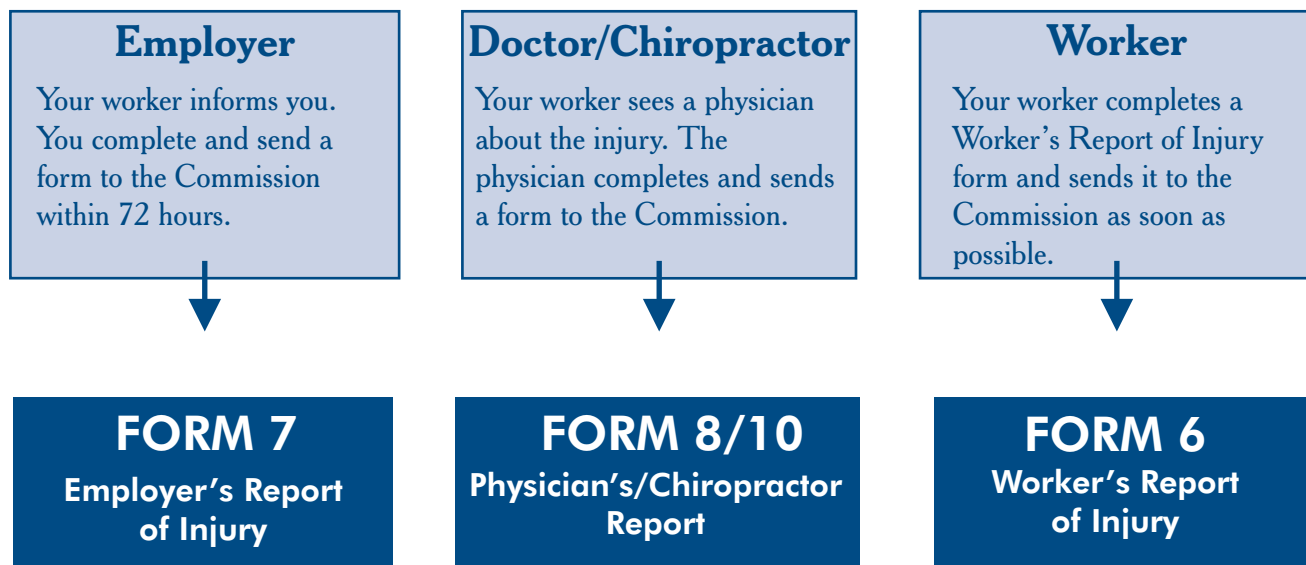 Employer
Your worker informs you.
You complete and send a
form to the Commission
within 72 hours.
FORM 7
Employer's Report
of Injury
Doctor/Chiropractor
Your worker sees a physician
about the injury. The
physician completes and sends
a form to the Commission.
FORM 8/10
Physician's/Chiropractor
Report
Worker
Your worker completes a
Worker's Report of Injury
form and sends it to the
Commission as soon as
possible.
FORM 6
Worker's Report
of Injury